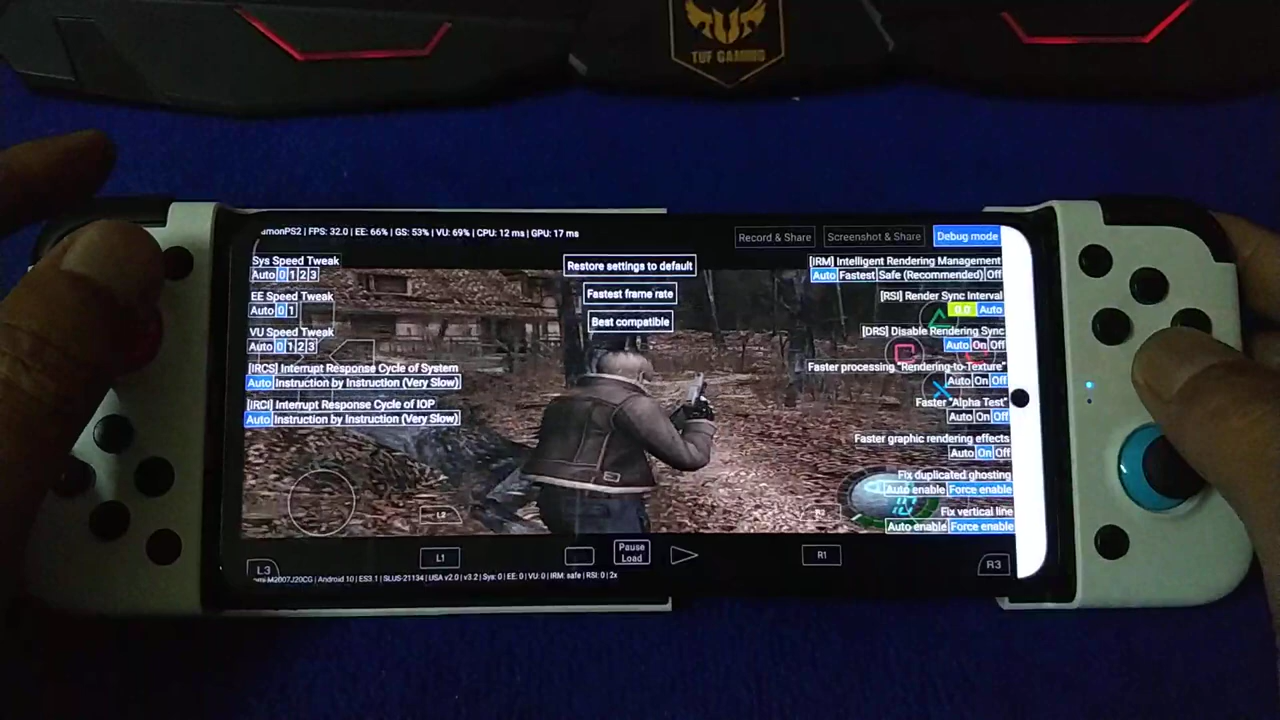 TUF GAMING
amonPS2 | FPS: 32.0 | EE: 66% | GS: 53% | VU: 69% | CPU: 12 ms | GPU: 17 ms
Record & Share
Screenshot & Share
Debug mode
Sys Speed Tweak
Auto 0 1 2 3
EE Speed Tweak
Auto 0 1
VU Speed Tweak
Auto 0 1 2 3
[IRCS] Interrupt Response Cycle of System
Auto Instruction by Instruction (Very Slow)
[IRCI] Interrupt Response Cycle of IOP
Auto Instruction by Instruction (Very Slow)
Restore settings to default
Fastest frame rate
Best compatible
[IRM] Intelligent Rendering Management
Auto Fastest Safe (Recommended) Off
[RSI] Render Sync Interval
0.0 Auto
[DRS] Disable Rendering Sync
Auto On Off
Faster processing "Rendering-to-Texture"
Auto On Off
Faster "Alpha Test"
Auto On Off
Faster graphic rendering effects
Auto On Off
Fix duplicated ghosting
Auto enable Force enable
Fix vertical line
Auto enable Force enable
L2
R2
L3
L1
Pause
Load
R1
R3
M2007J20CG | Android 10 | ES3.1 | SLUS-21134 | USA v2.0 | v3.2 | Sys: 0 | EE: 0 | VU: 0 | IRM: safe | RSI: 0 | 2x